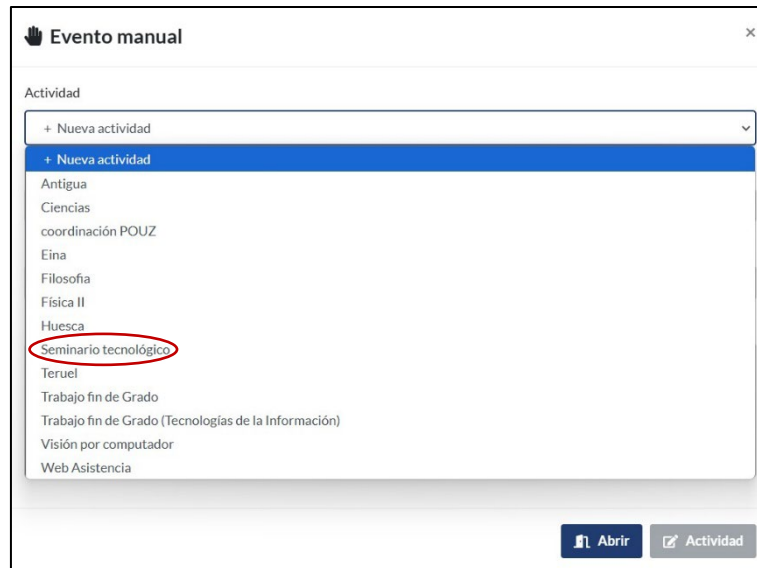 Evento manual
×
Actividad
+ Nueva actividad
+ Nueva actividad
Antigua
Ciencias
coordinación POUZ
Eina
Filosofia
Física II
Huesca
Seminario tecnológico
Teruel
Trabajo fin de Grado
Trabajo fin de Grado (Tecnologías de la Información)
Visión por computador
Web Asistencia
Abrir Actividad